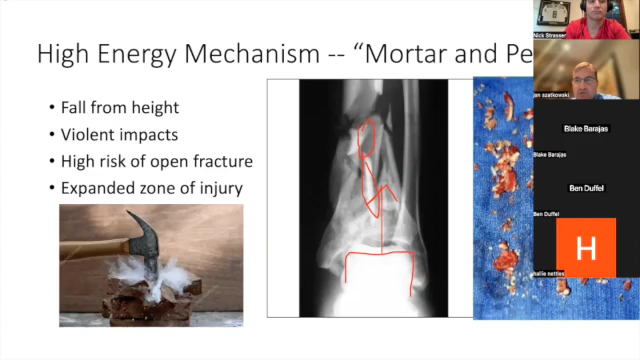 High Energy Mechanism -- “Mortar and Pe
• Fall from height
• Violent impacts
• High risk of open fracture
• Expanded zone of injury
Nick Strasser
jan szatkowski
Blake Barajas
Blake Barajas
Ben Duffel
Ben Duffel
H
hallie nettles